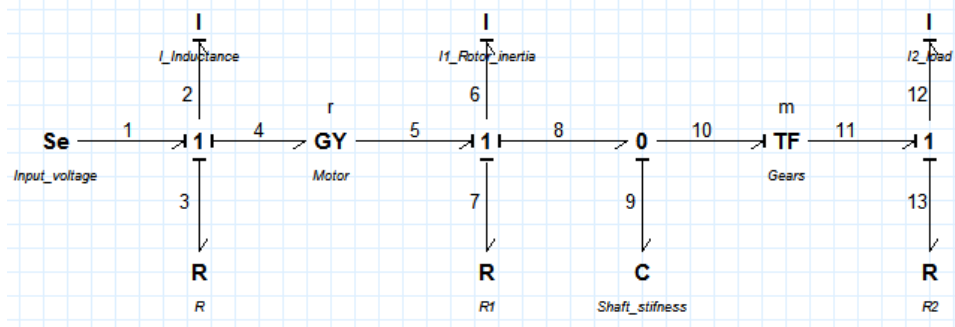 I I I
I_Inductance I1_Rotor_inertia I2_load
2 6 12
r m
1 4 5 8 10 11
Se 1 GY 1 0 TF 1
Input_voltage Motor Gears
3 7 9 13
R R C R
R R1 Shaft_stifness R2